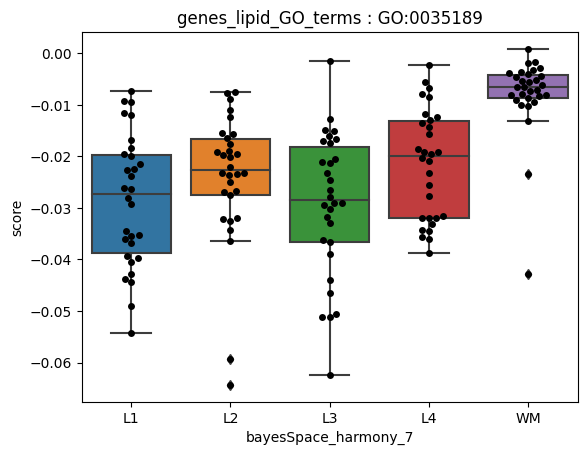 genes_lipid_GO_terms : GO:0035189
0.00
−0.01
−0.02
−0.03
−0.04
−0.05
−0.06
score
L1 L2 L3 L4 WM
bayesSpace_harmony_7